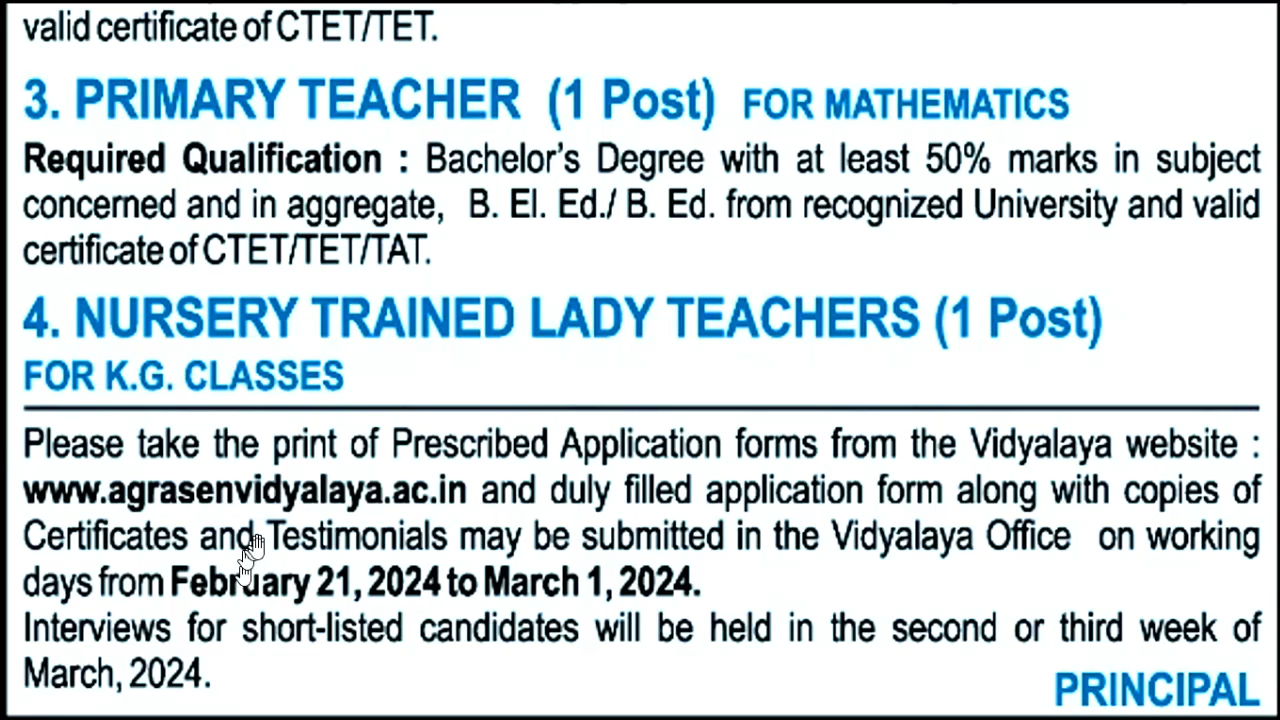 valid certificate of CTET/TET.
3. PRIMARY TEACHER (1 Post) FOR MATHEMATICS
Required Qualification : Bachelor's Degree with at least 50% marks in subject
concerned and in aggregate, B. El. Ed./ B. Ed. from recognized University and valid
certificate of CTET/TET/TAT.
4. NURSERY TRAINED LADY TEACHERS (1 Post)
FOR K.G. CLASSES
Please take the print of Prescribed Application forms from the Vidyalaya website :
www.agrasenvidyalaya.ac.in and duly filled application form along with copies of
Certificates and Testimonials may be submitted in the Vidyalaya Office on working
days from February 21, 2024 to March 1, 2024.
Interviews for short-listed candidates will be held in the second or third week of
March, 2024.
PRINCIPAL